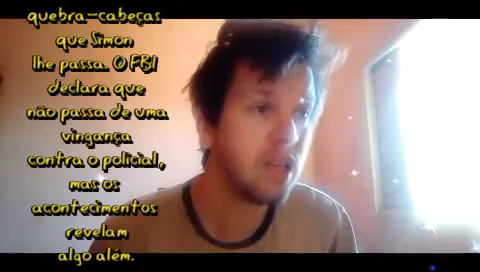 quebra-cabeças
que Simon
lhe passa. O FBI
declara que
não passa de uma
vingança
contra o policial,
mas os
acontecimentos
revelam
algo além.